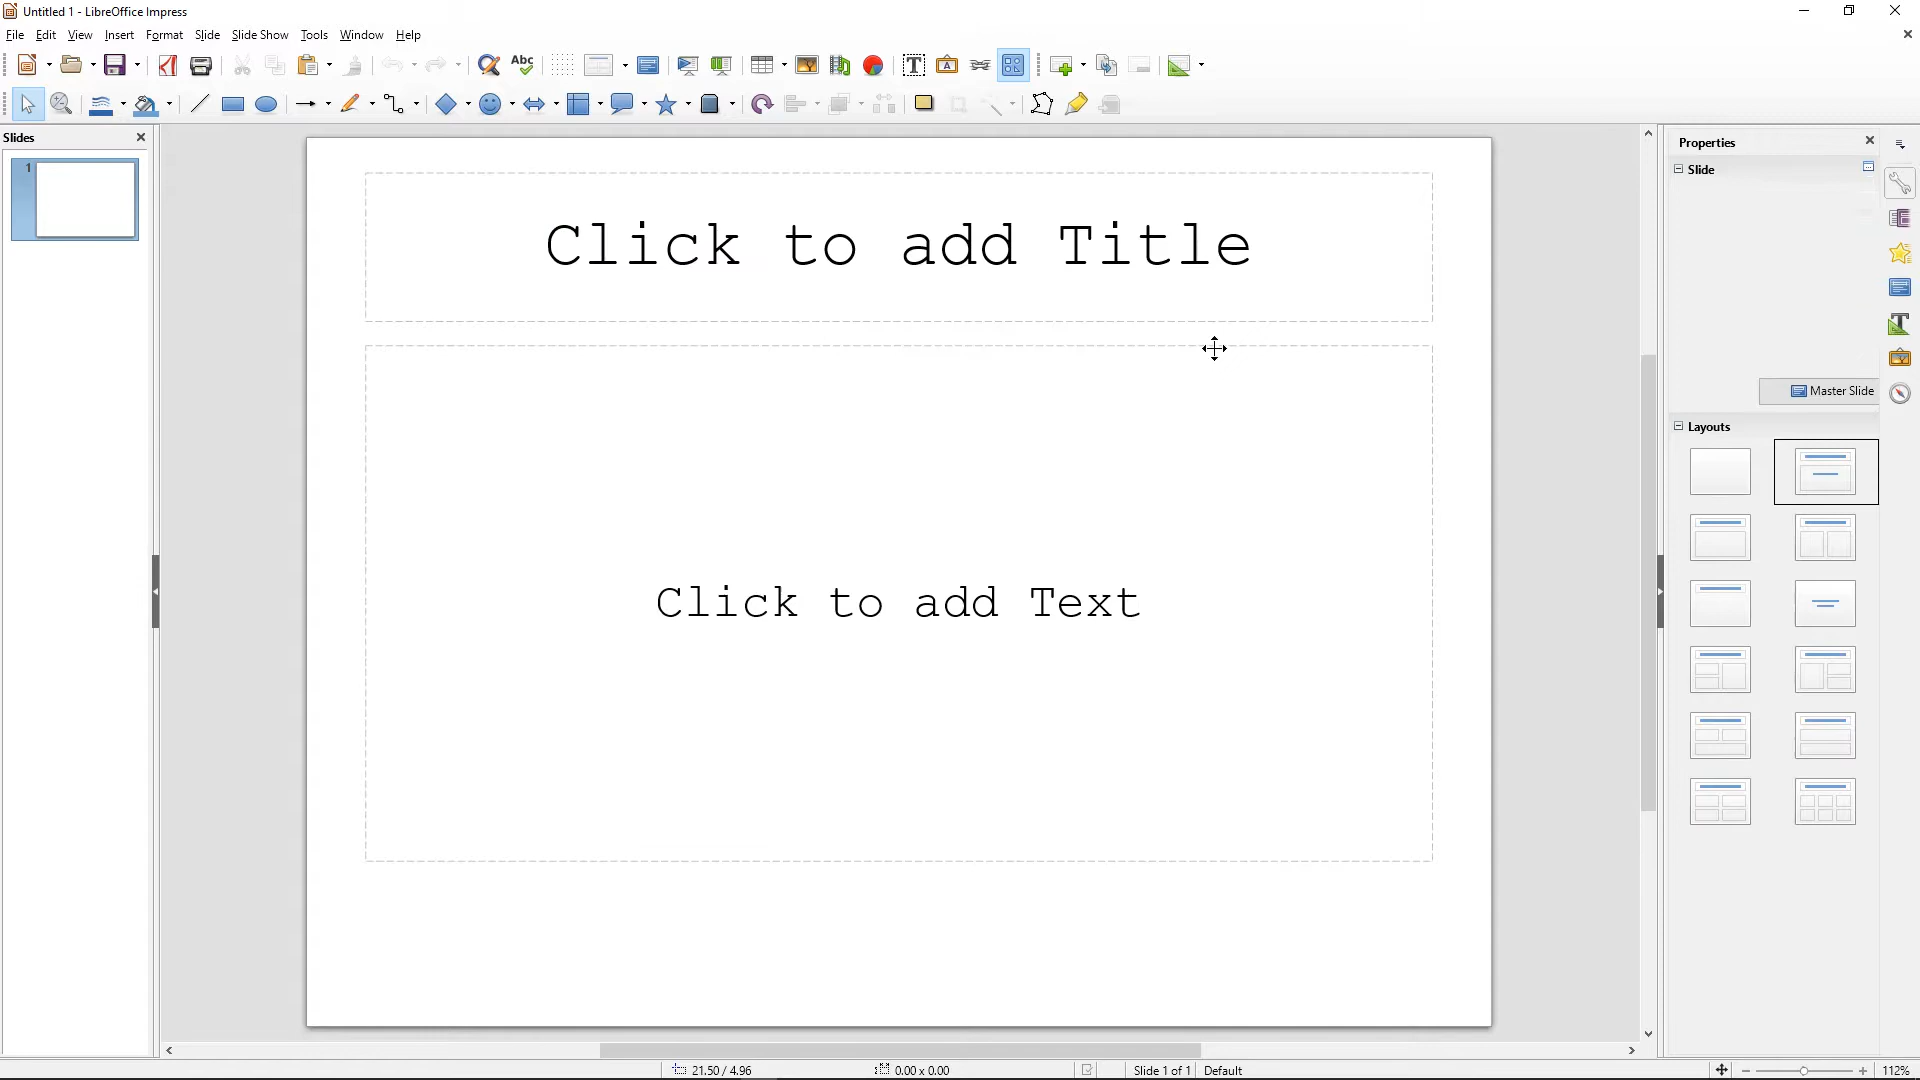 Untitled 1 - LibreOffice Impress
File Edit View Insert Format Slide Slide Show Tools Window Help
Abc
Slides
1
Click to add Title
Click to add Text
Properties
Slide
Master Slide
Layouts
21.50 / 4.96 0.00 x 0.00 Slide 1 of 1 Default 112%